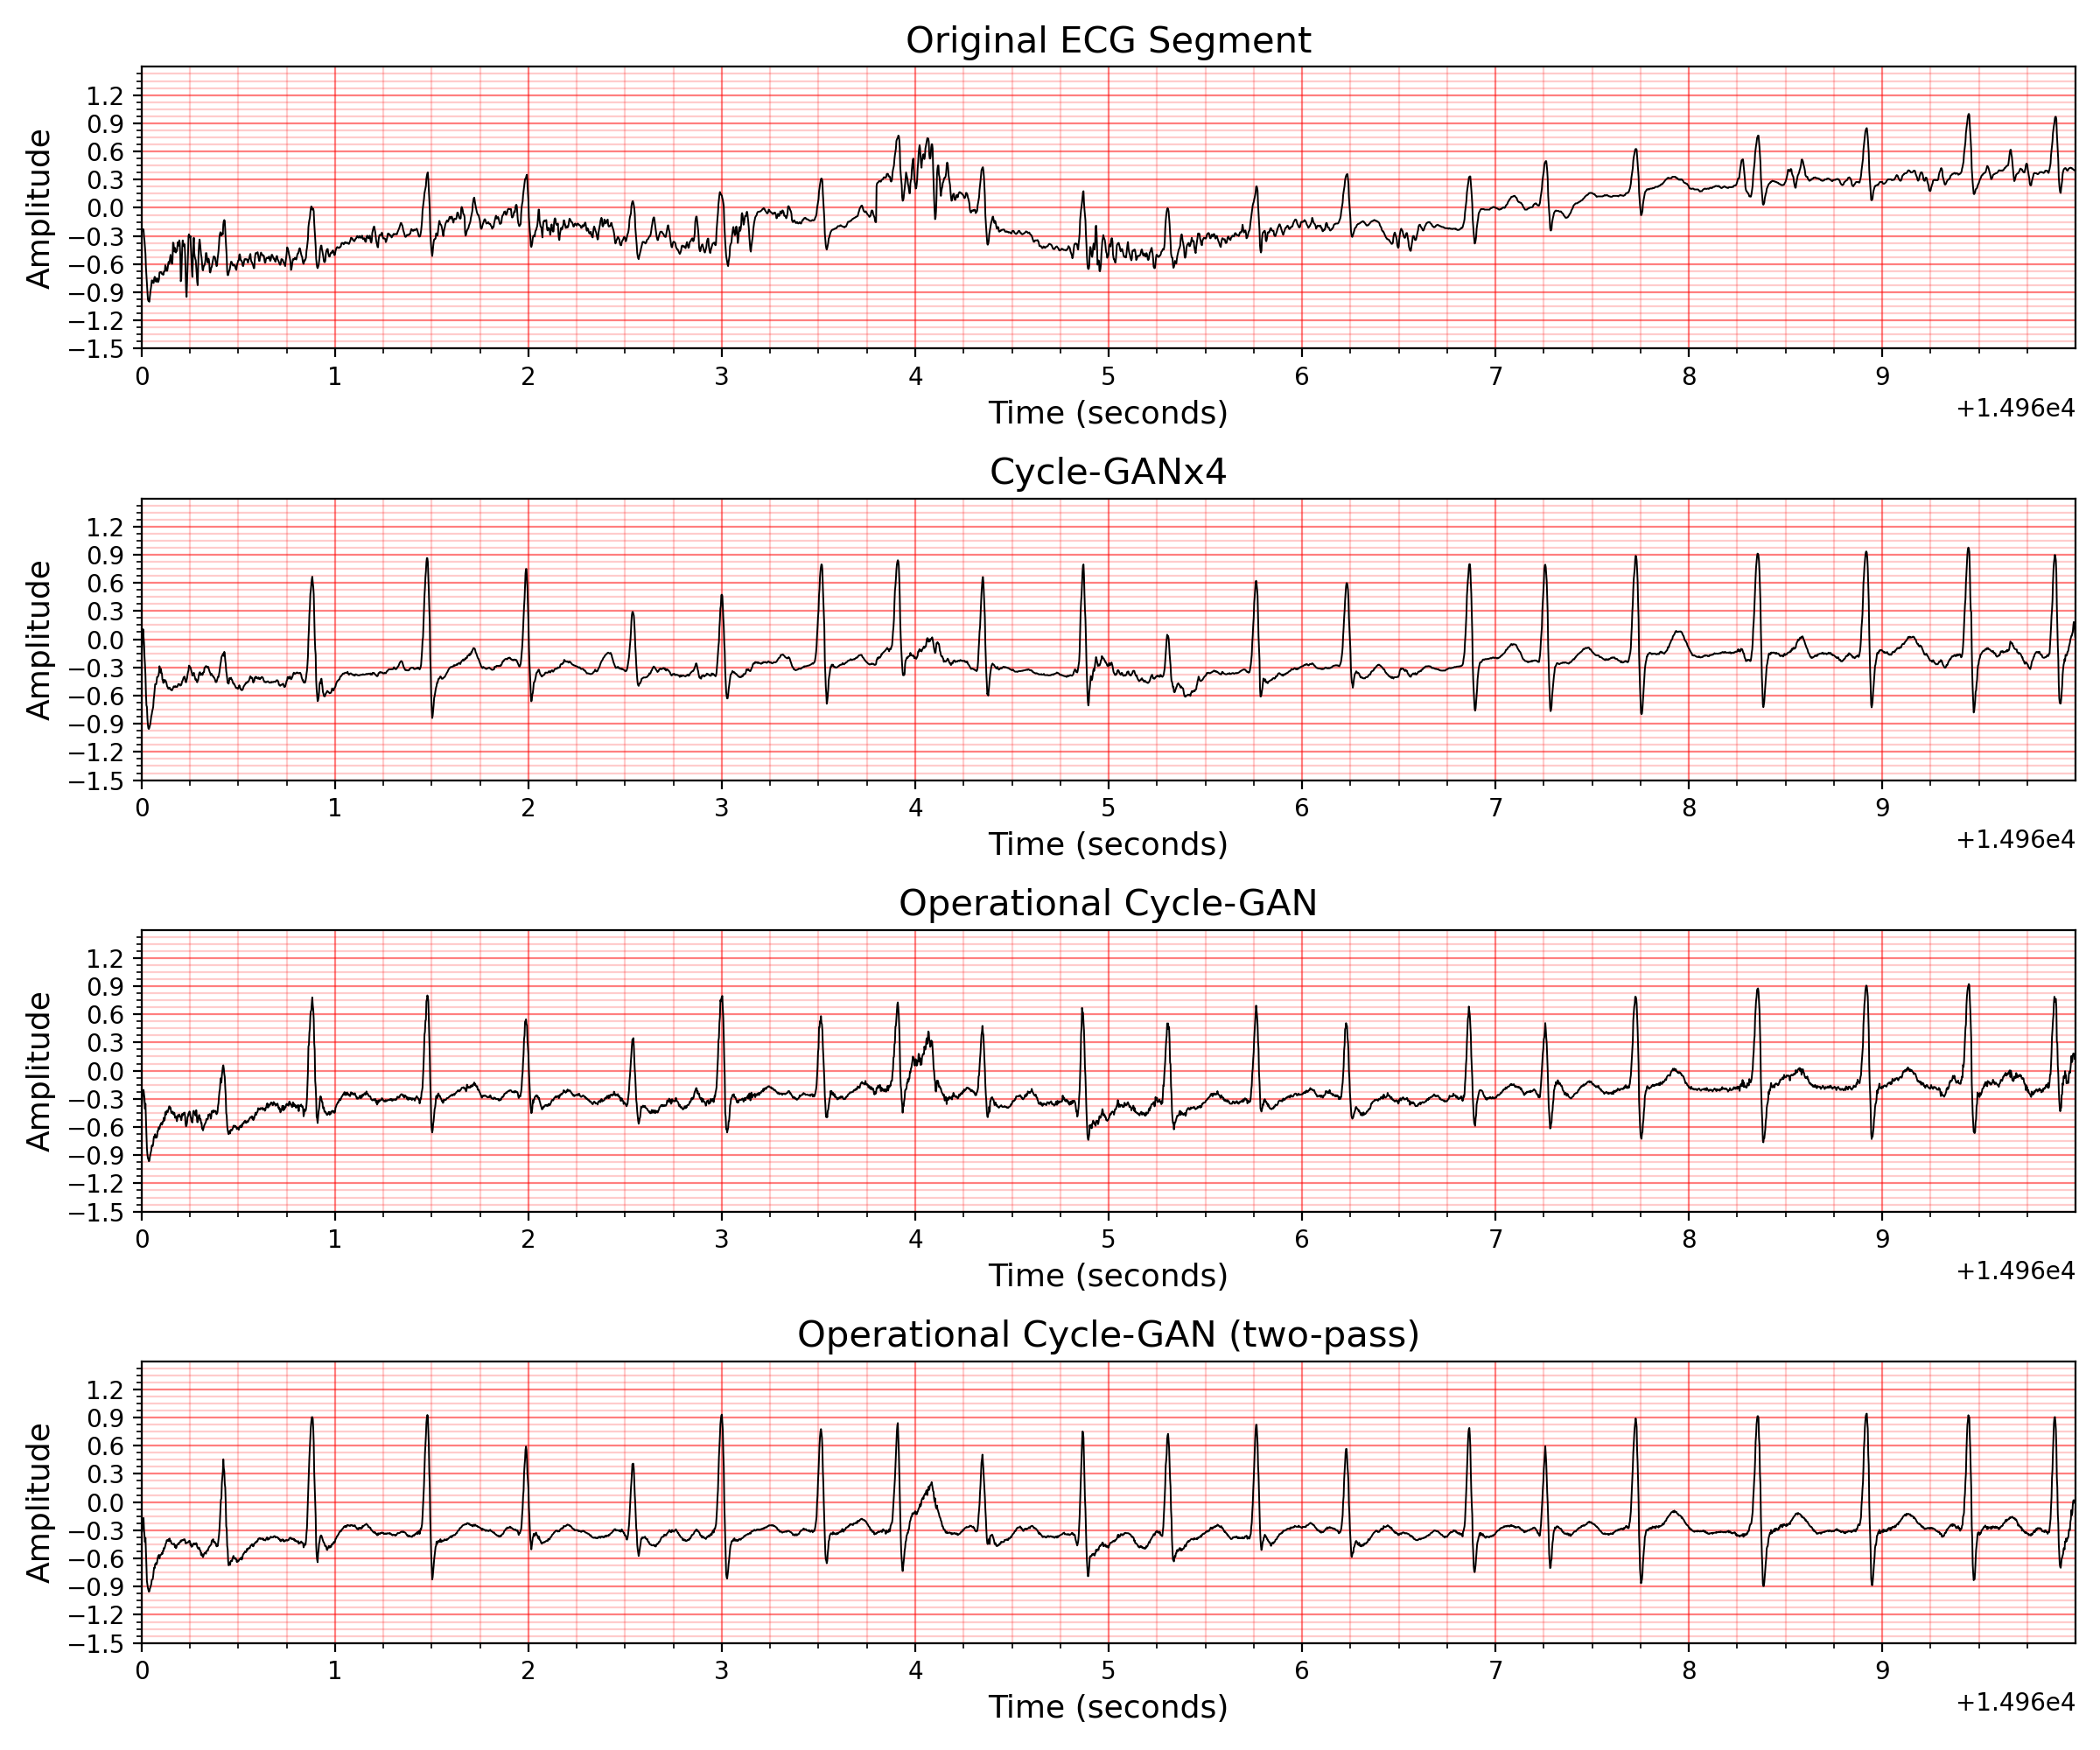 Original ECG Segment
Amplitude
1.2
0.9
0.6
0.3
0.0
−0.3
−0.6
−0.9
−1.2
−1.5
0 1 2 3 4 5 6 7 8 9
Time (seconds)
+1.496e4
Cycle-GANx4
Amplitude
1.2
0.9
0.6
0.3
0.0
−0.3
−0.6
−0.9
−1.2
−1.5
0 1 2 3 4 5 6 7 8 9
Time (seconds)
+1.496e4
Operational Cycle-GAN
Amplitude
1.2
0.9
0.6
0.3
0.0
−0.3
−0.6
−0.9
−1.2
−1.5
0 1 2 3 4 5 6 7 8 9
Time (seconds)
+1.496e4
Operational Cycle-GAN (two-pass)
Amplitude
1.2
0.9
0.6
0.3
0.0
−0.3
−0.6
−0.9
−1.2
−1.5
0 1 2 3 4 5 6 7 8 9
Time (seconds)
+1.496e4